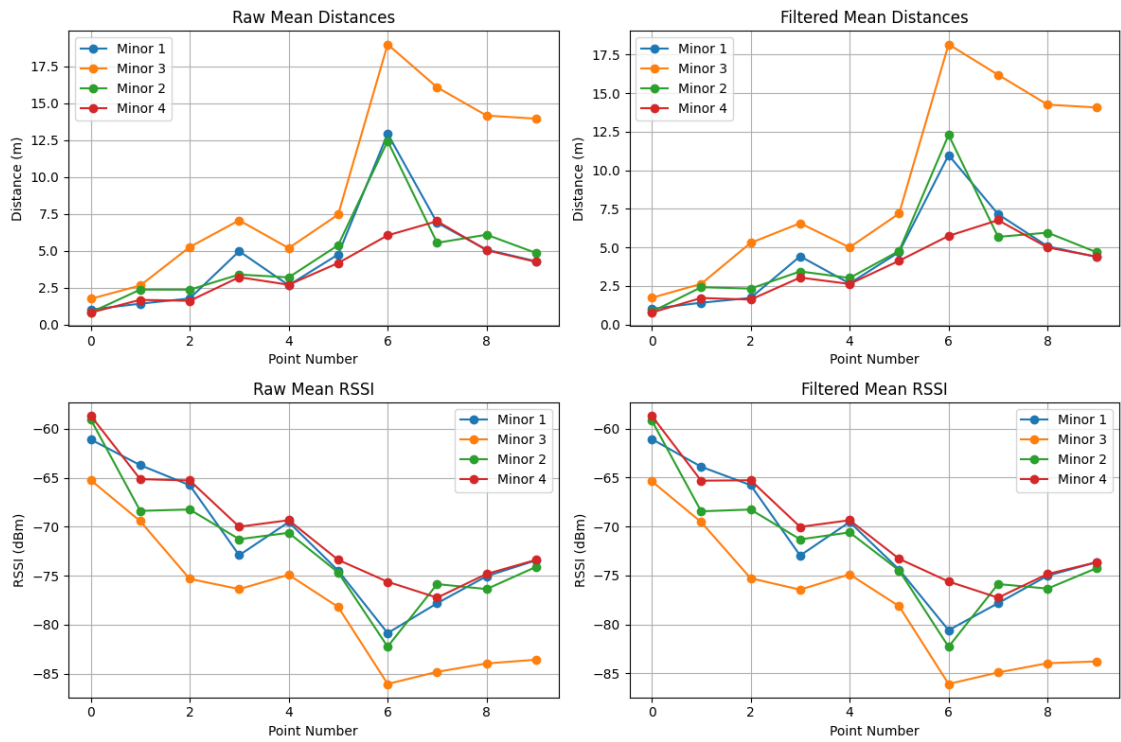 Raw Mean Distances
Distance (m)
17.5
15.0
12.5
10.0
7.5
5.0
2.5
0.0
Minor 1
Minor 3
Minor 2
Minor 4
0 2 4 6 8
Point Number
Filtered Mean Distances
Distance (m)
17.5
15.0
12.5
10.0
7.5
5.0
2.5
0.0
Minor 1
Minor 3
Minor 2
Minor 4
0 2 4 6 8
Point Number
Raw Mean RSSI
RSSI (dBm)
−60
−65
−70
−75
−80
−85
Minor 1
Minor 3
Minor 2
Minor 4
0 2 4 6 8
Point Number
Filtered Mean RSSI
RSSI (dBm)
−60
−65
−70
−75
−80
−85
Minor 1
Minor 3
Minor 2
Minor 4
0 2 4 6 8
Point Number